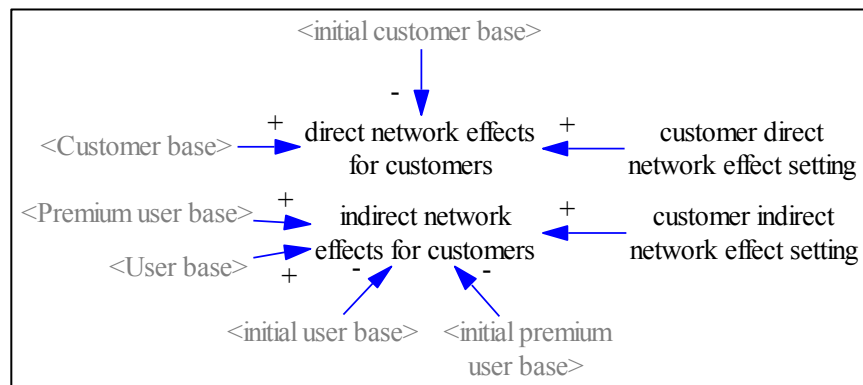 <initial customer base>
-
+
+
<Customer base>
direct network effects
for customers
customer direct
network effect setting
<Premium user base>
+
indirect network
effects for customers
+
customer indirect
network effect setting
<User base>
+
-
-
<initial user base>
<initial premium
user base>